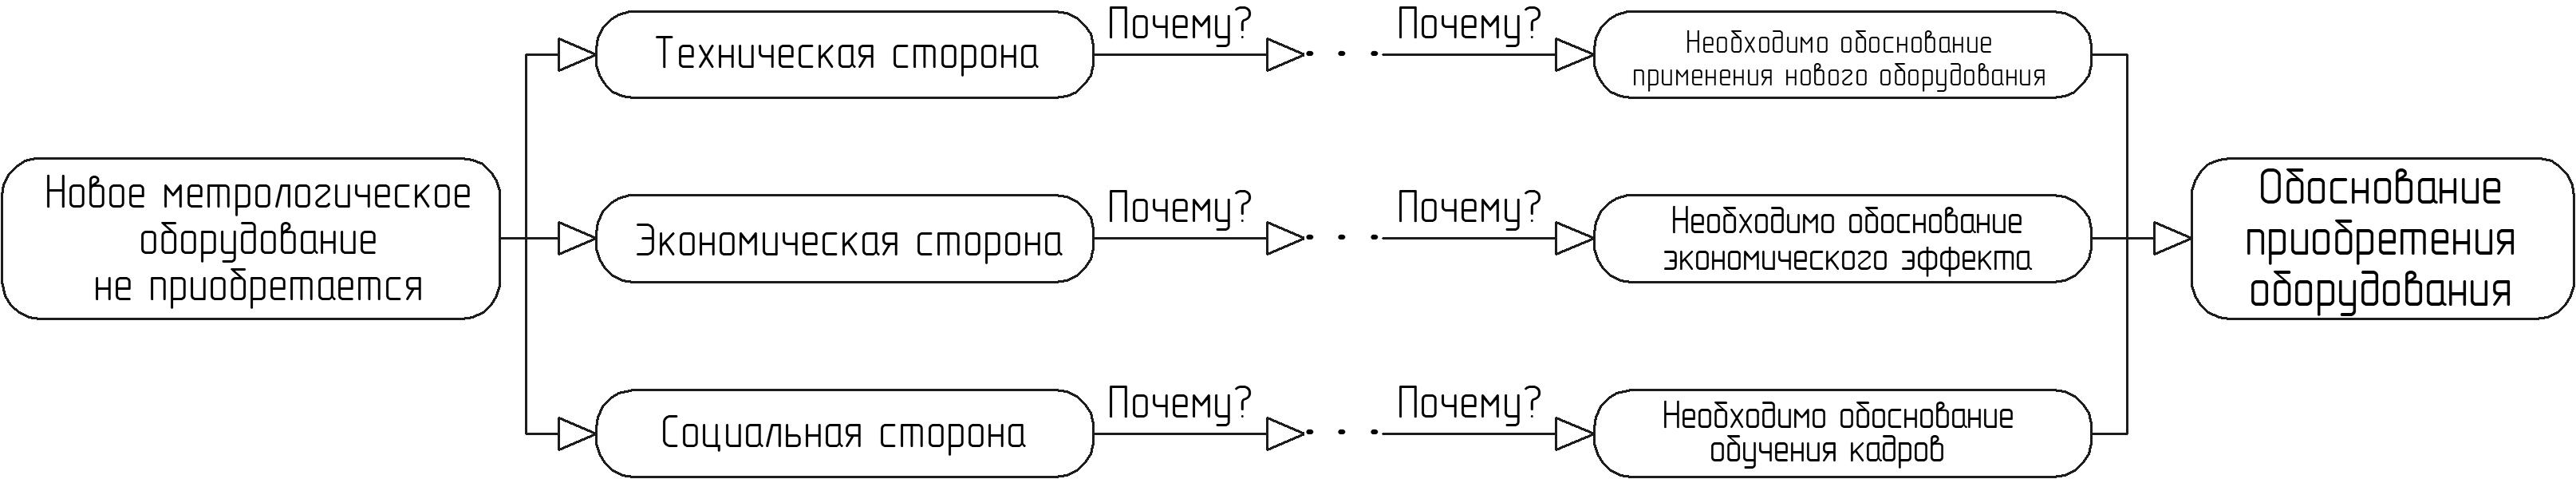 Новое метрологическое
оборудование
не приобретается
Техническая сторона
Почему?
Почему?
Необходимо обоснование
применения нового оборудования
Экономическая сторона
Почему?
Почему?
Необходимо обоснование
экономического эффекта
Социальная сторона
Почему?
Почему?
Необходимо обоснование
обучения кадров
Обоснование
приобретения
оборудования